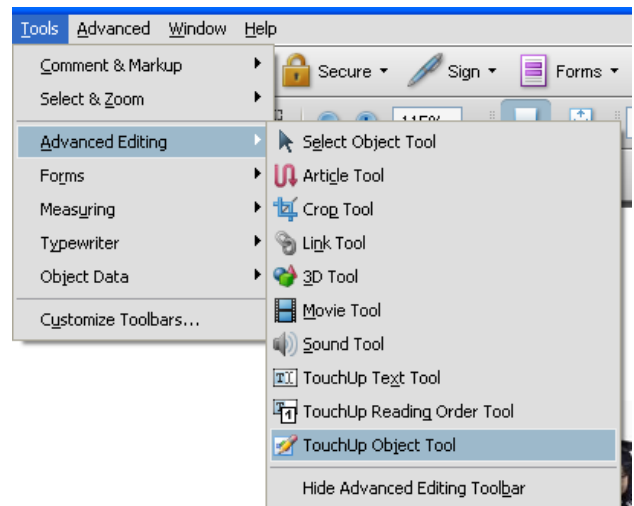 Tools Advanced Window Help
Comment & Markup
Secure Sign Forms
Select & Zoom
115%
Advanced Editing
Select Object Tool
Forms
Article Tool
Measuring
Crop Tool
Typewriter
Link Tool
Object Data
3D Tool
Customize Toolbars...
Movie Tool
Sound Tool
TouchUp Text Tool
TouchUp Reading Order Tool
TouchUp Object Tool
Hide Advanced Editing Toolbar